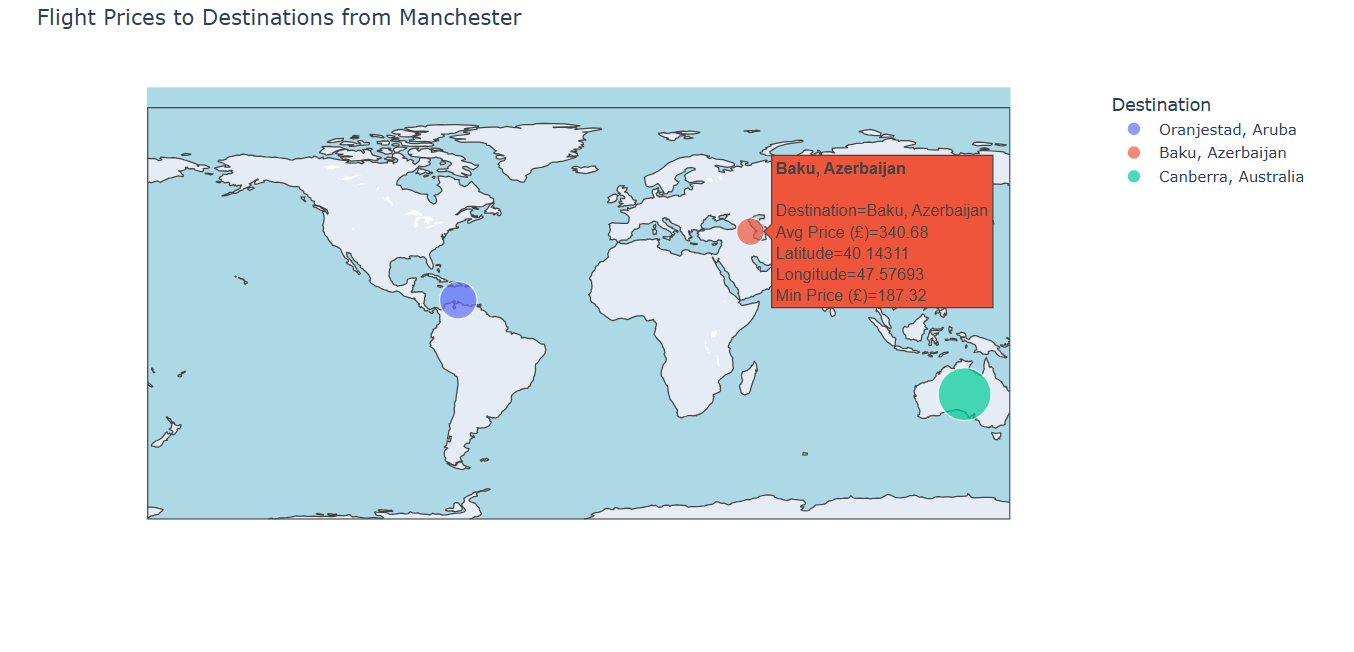 Flight Prices to Destinations from Manchester
Destination
Oranjestad, Aruba
Baku, Azerbaijan
Canberra, Australia
Baku, Azerbaijan
Destination=Baku, Azerbaijan
Avg Price (£)=340.68
Latitude=40.14311
Longitude=47.57693
Min Price (£)=187.32